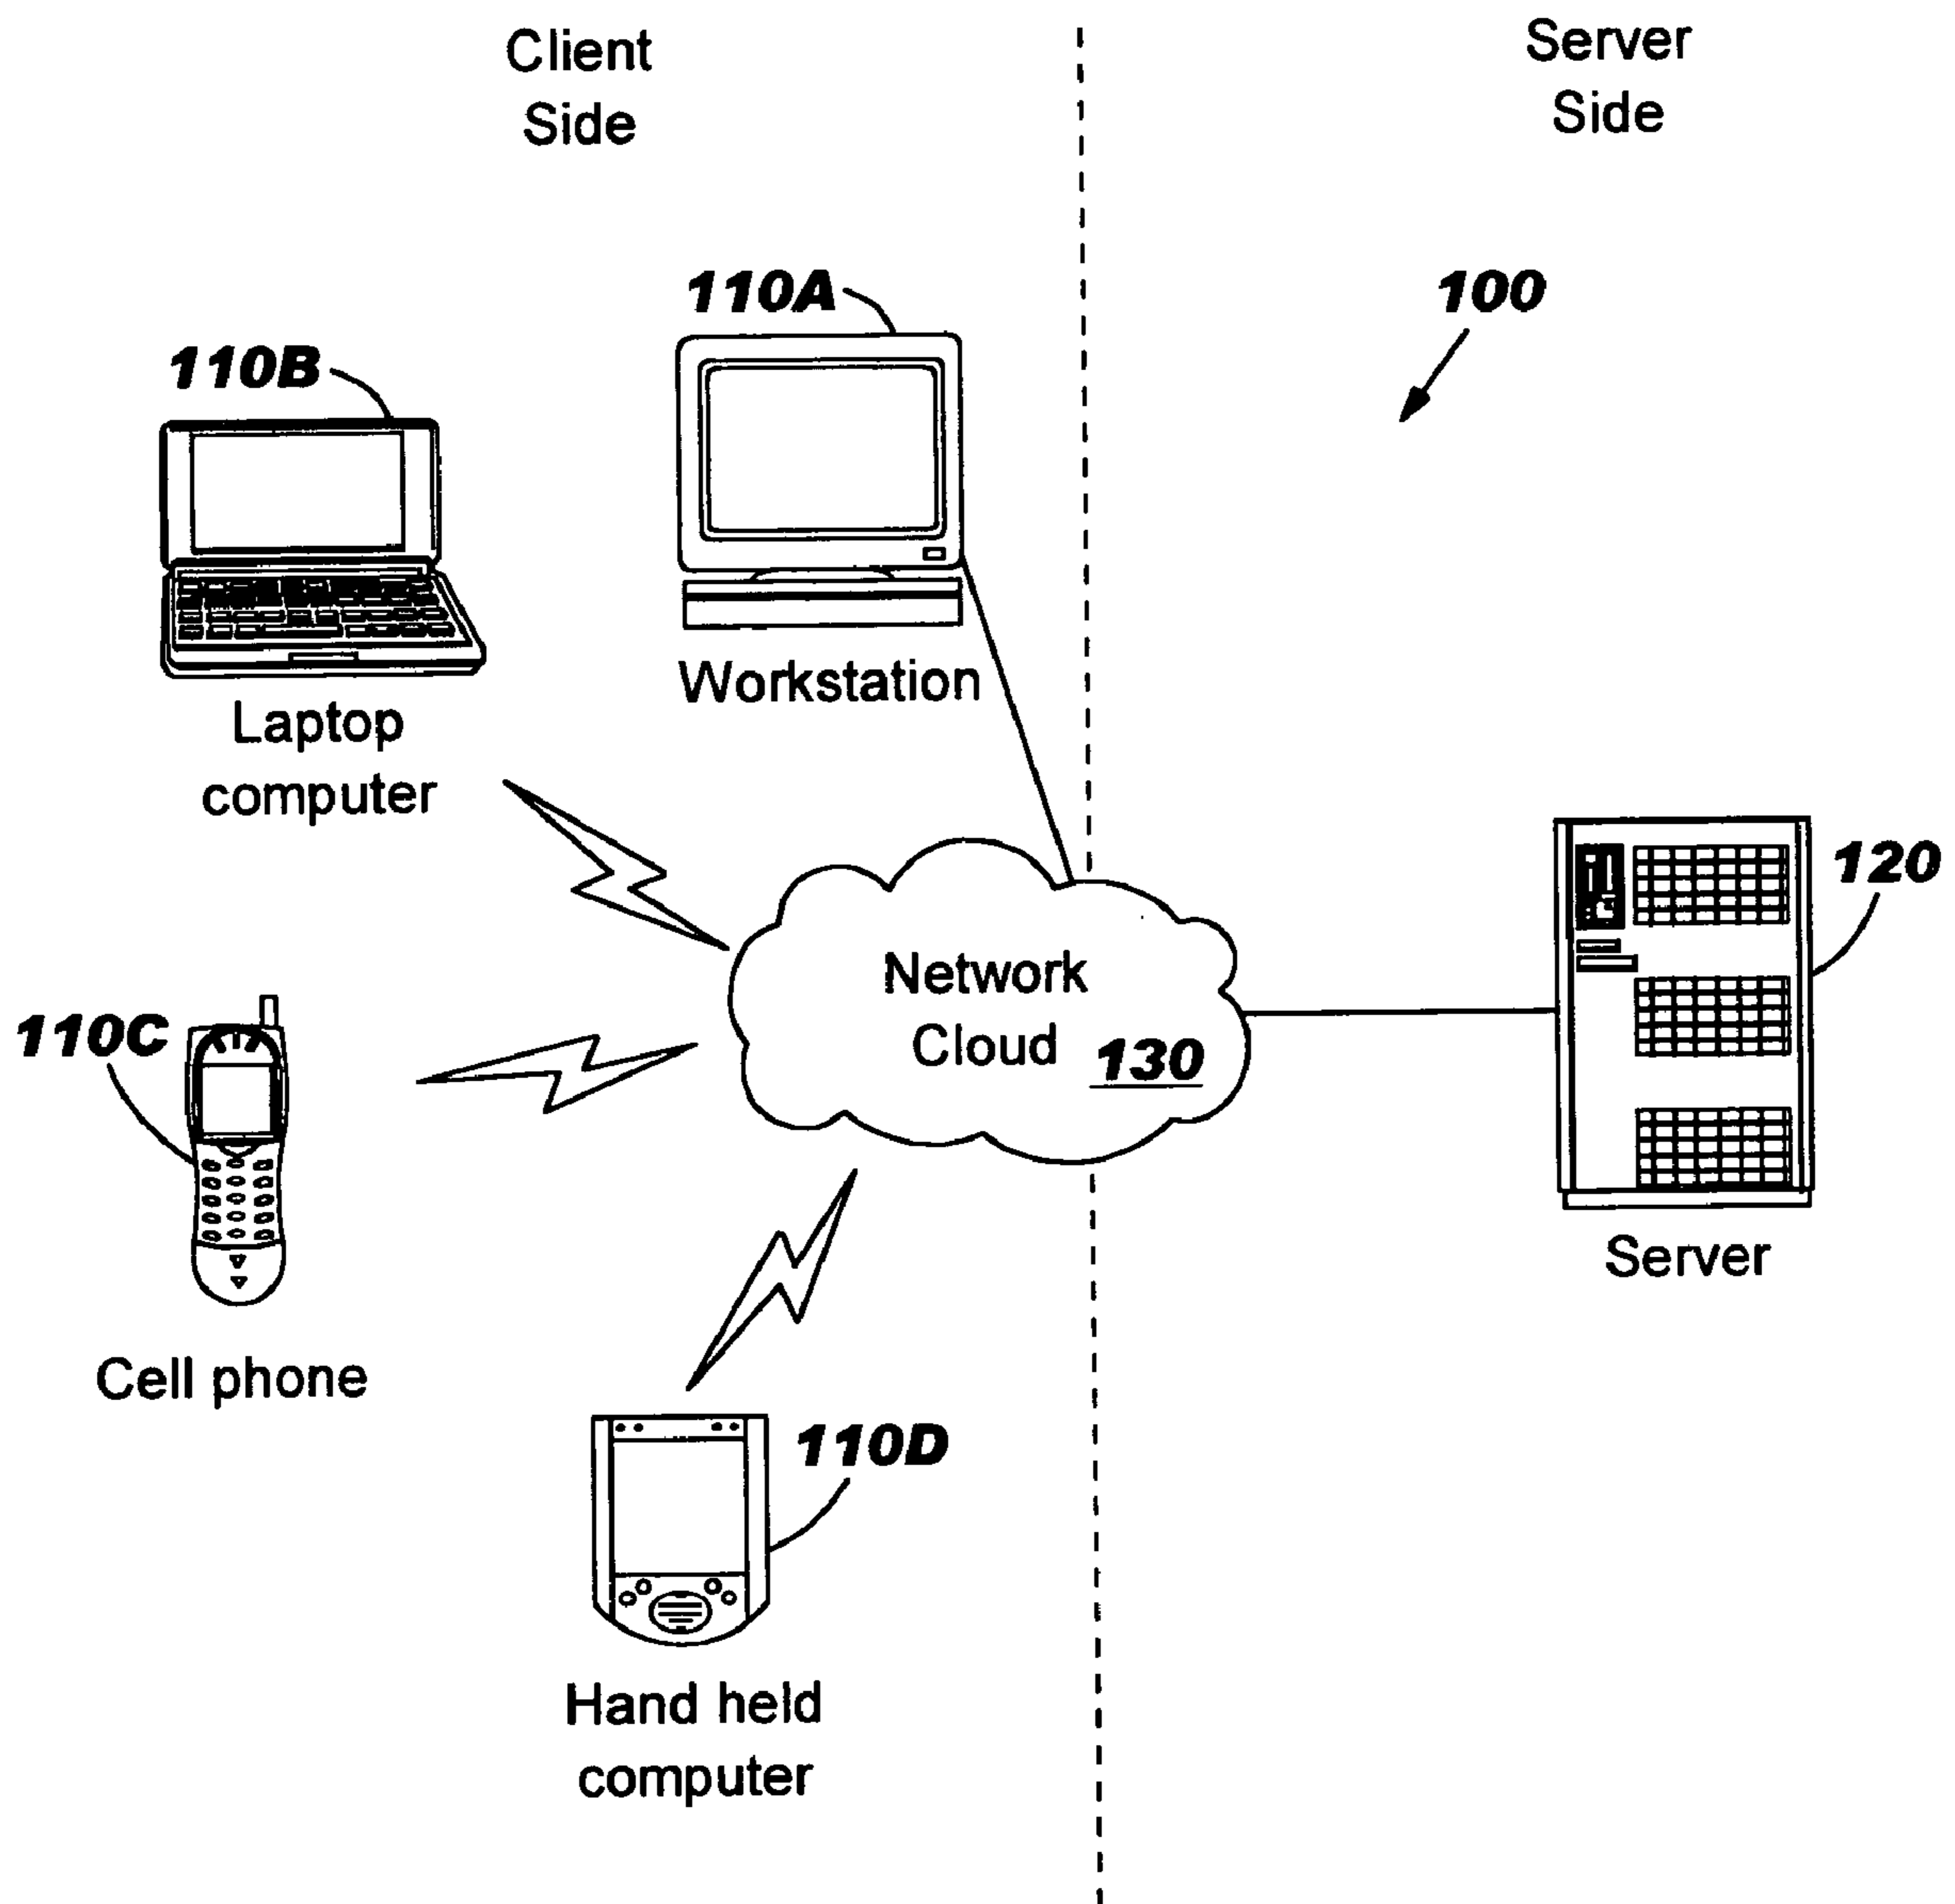 Client
Side
Server
Side
110A
100
110B
Workstation
Laptop
computer
120
Network
Cloud 130
110C
Server
Cell phone
110D
Hand held
computer